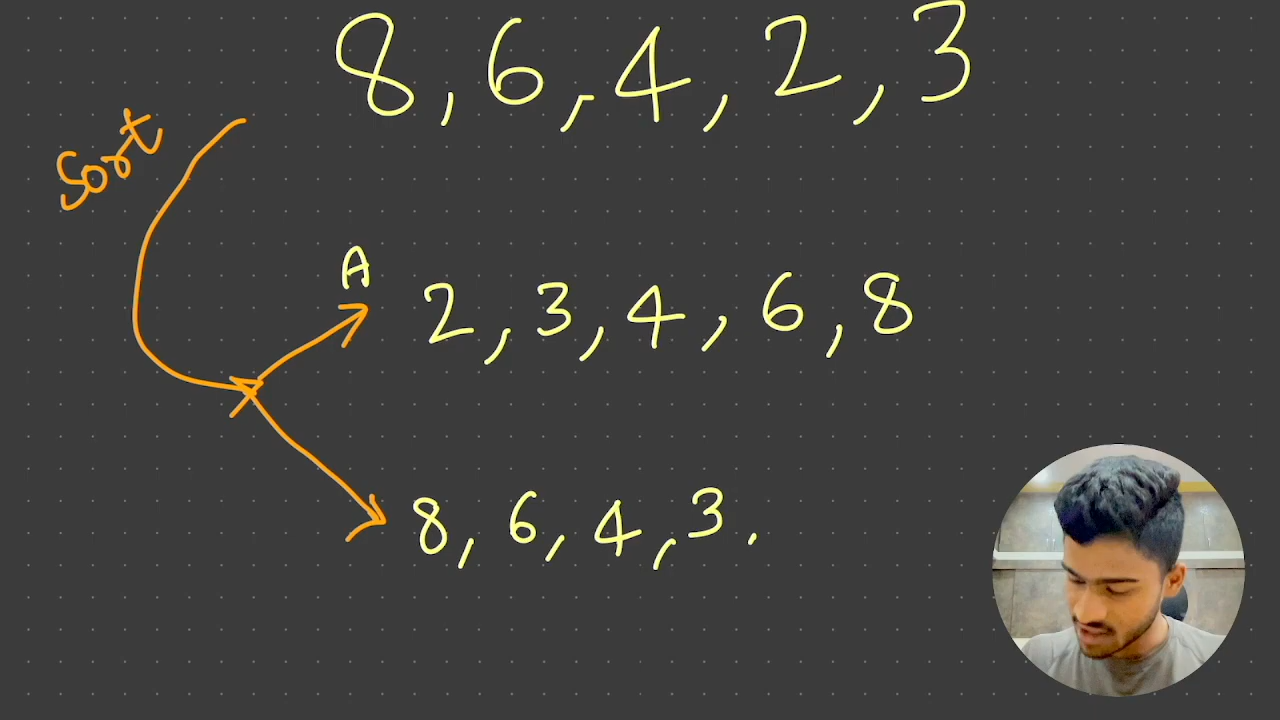 8, 6, 4, 2, 3
Sort
A
2, 3, 4, 6, 8
8, 6, 4, 3,